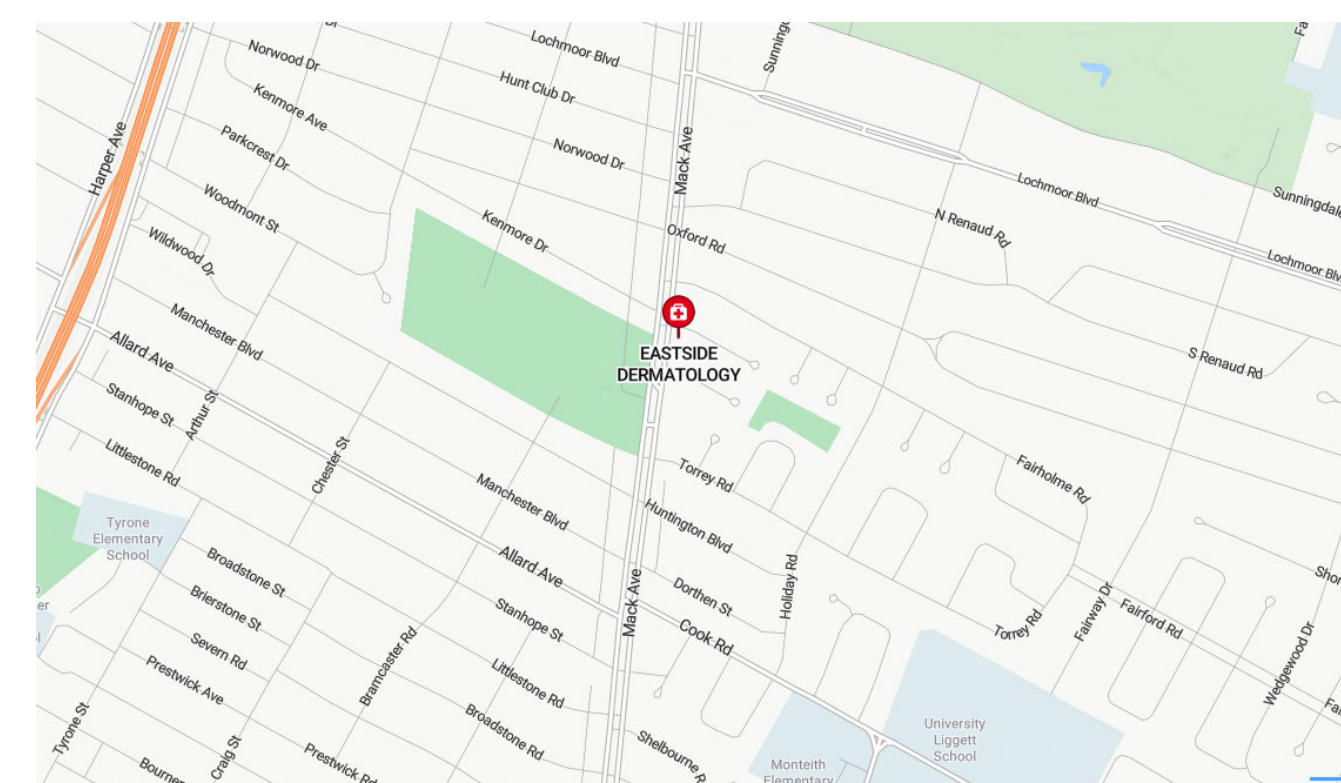 Norwood Dr
Lochmoor Blvd
Hunt Club Dr
Kenmore Ave
Norwood Dr
Parkcrest Dr
Harper Ave
Mack Ave
Lochmoor Blvd
Woodmont St
N Renaud Rd
Kenmore Dr
Oxford Rd
Wildwood Dr
Manchester Blvd
EASTSIDE
DERMATOLOGY
S Renaud Rd
Allard Ave
Stanhope St
Arthur St
Littlestone Rd
Chester St
Torrey Rd
Fairholme Rd
Manchester Blvd
Huntington Blvd
Tyrone
Elementary
School
Allard Ave
Broadstone St
Dorthen St
Holiday Rd
Brierstone St
Mack Ave
Stanhope St
Cook Rd
Torrey Rd
Fairway Dr
Fairford Rd
Severn Rd
Bramcaster Rd
Littlestone Rd
Wedgewood Dr
Prestwick Ave
Broadstone Rd
Tyrone St
Craig St
University
Liggett
School
Monteith
Elementary